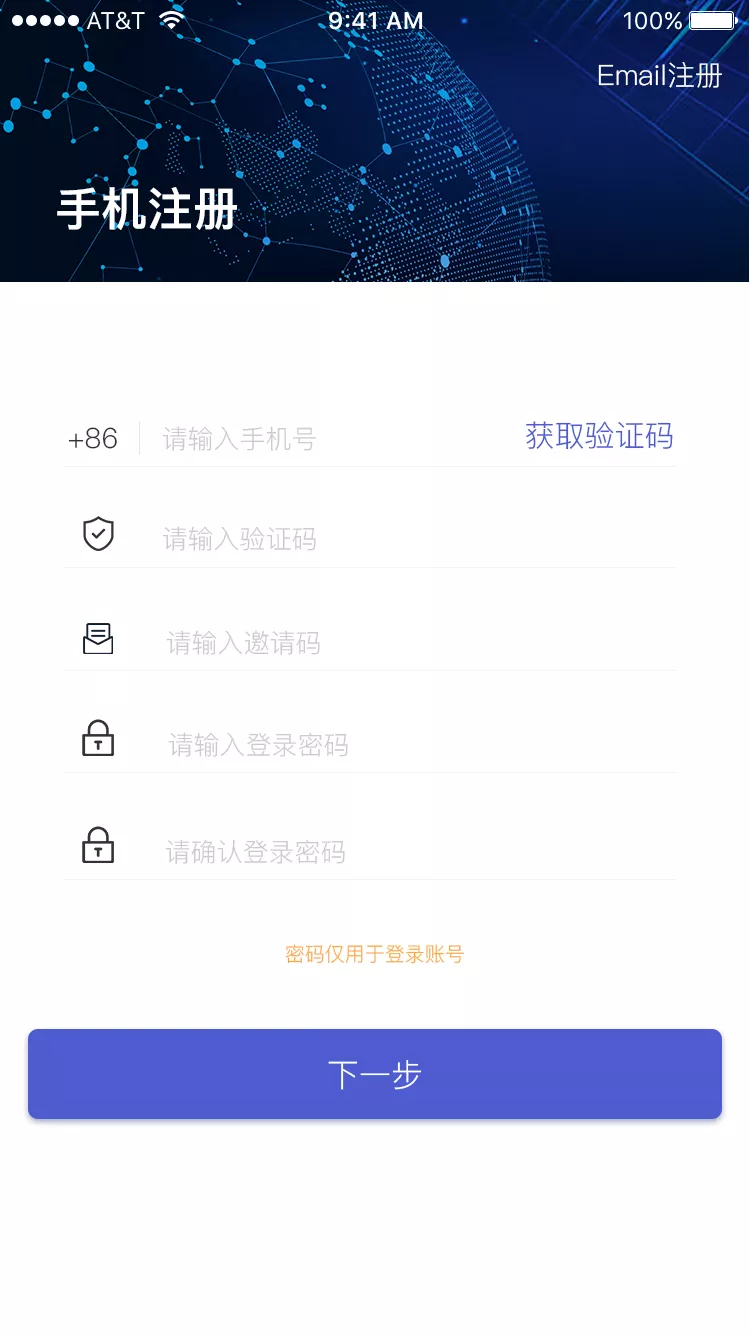 AT&T 9:41 AM 100%
Email注册
手机注册
+86 请输入手机号 获取验证码
请输入验证码
请输入邀请码
请输入登录密码
请确认登录密码
密码仅用于登录账号
下一步